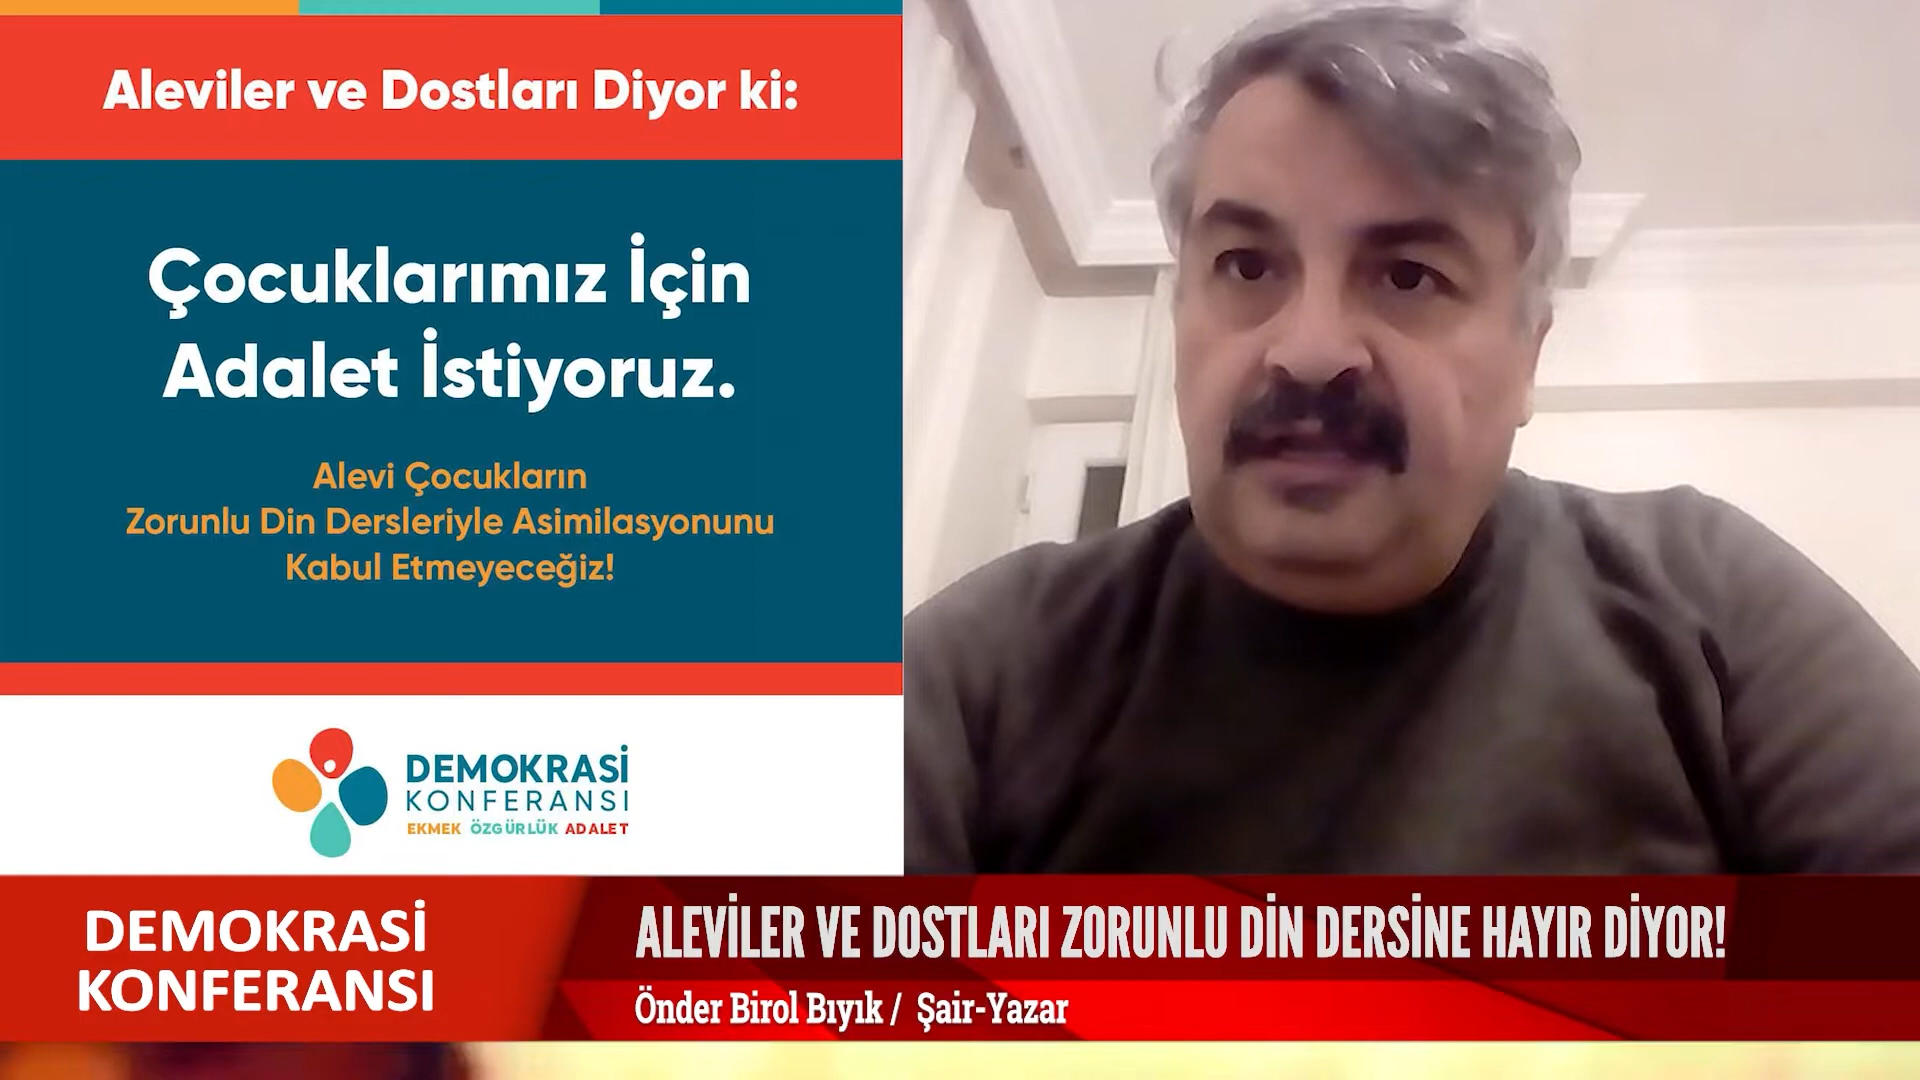 Aleviler ve Dostları Diyor ki:
Çocuklarımız İçin
Adalet İstiyoruz.
Alevi Çocukların
Zorunlu Din Dersleriyle Asimilasyonunu
Kabul Etmeyeceğiz!
DEMOKRASİ
KONFERANSI
EKMEK ÖZGÜRLÜK ADALET
DEMOKRASİ
KONFERANSI
ALEVİLER VE DOSTLARI ZORUNLU DİN DERSİNE HAYIR DİYOR!
Önder Birol Bıyık / Şair-Yazar